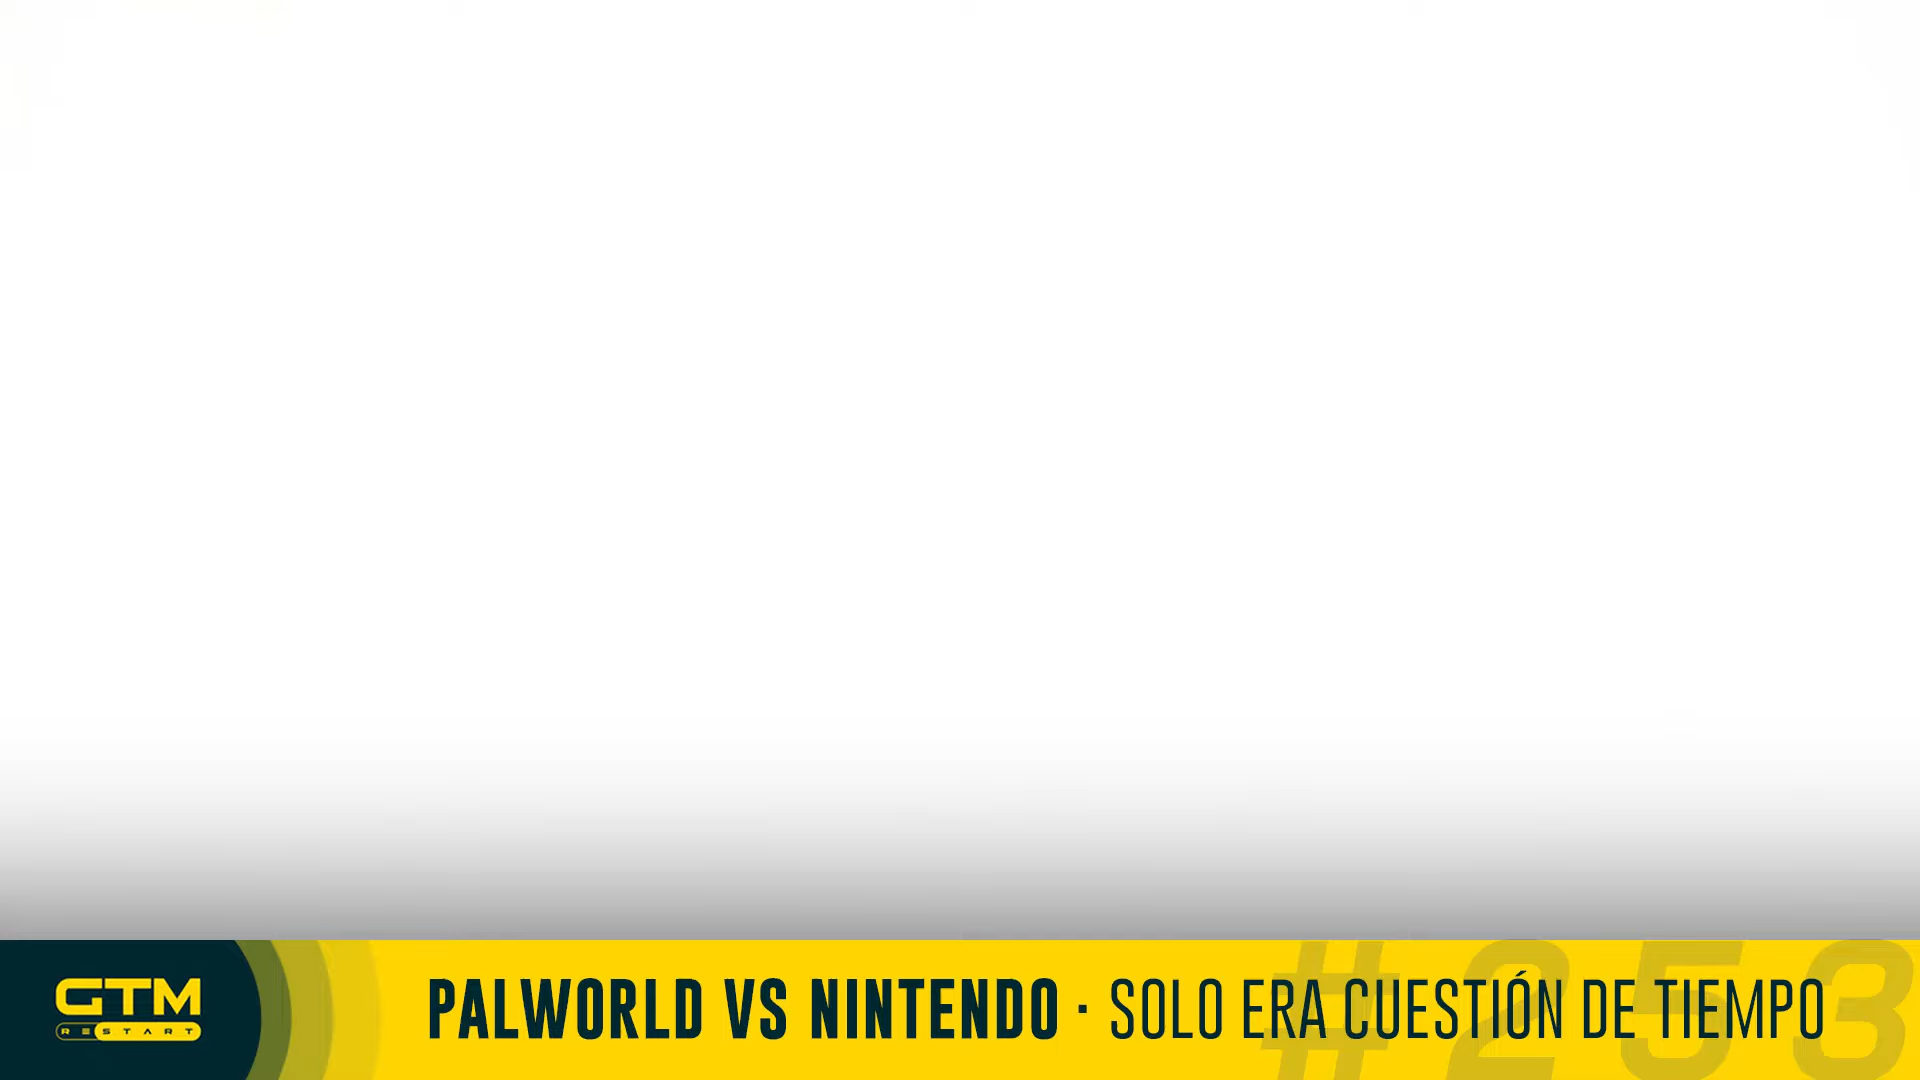 GTM
RESTART
PALWORLD VS NINTENDO · SOLO ERA CUESTIÓN DE TIEMPO
#253